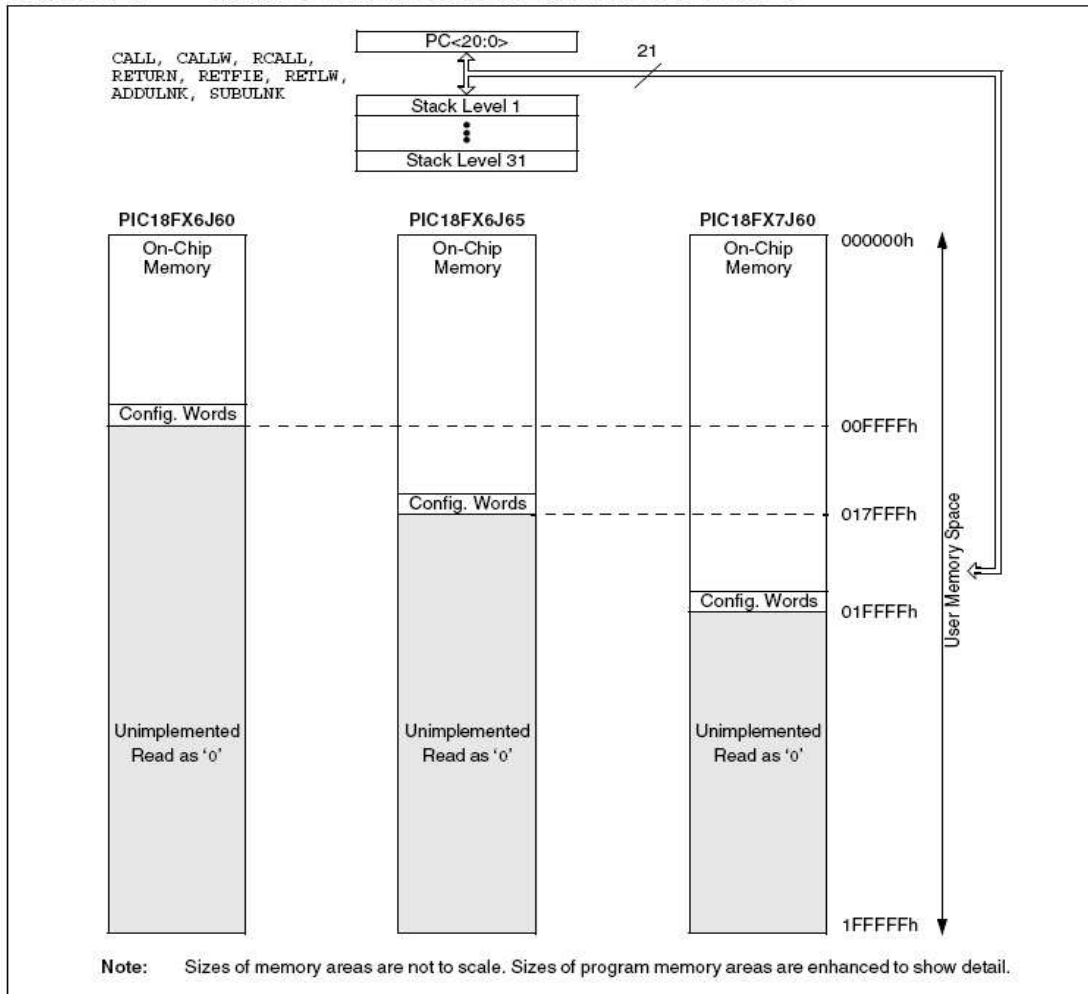 PC<20:0>
21
CALL, CALLW, RCALL,
RETURN, RETFIE, RETLW,
ADDULNK, SUBULNK
Stack Level 1
Stack Level 31
PIC18FX6J60
PIC18FX6J65
PIC18FX7J60
On-Chip
Memory
On-Chip
Memory
On-Chip
Memory
000000h
Config. Words
00FFFFh
Config. Words
017FFFh
Config. Words
01FFFFh
User Memory Space
Unimplemented
Read as ‘0’
Unimplemented
Read as ‘0’
Unimplemented
Read as ‘0’
1FFFFFh
Note: Sizes of memory areas are not to scale. Sizes of program memory areas are enhanced to show detail.